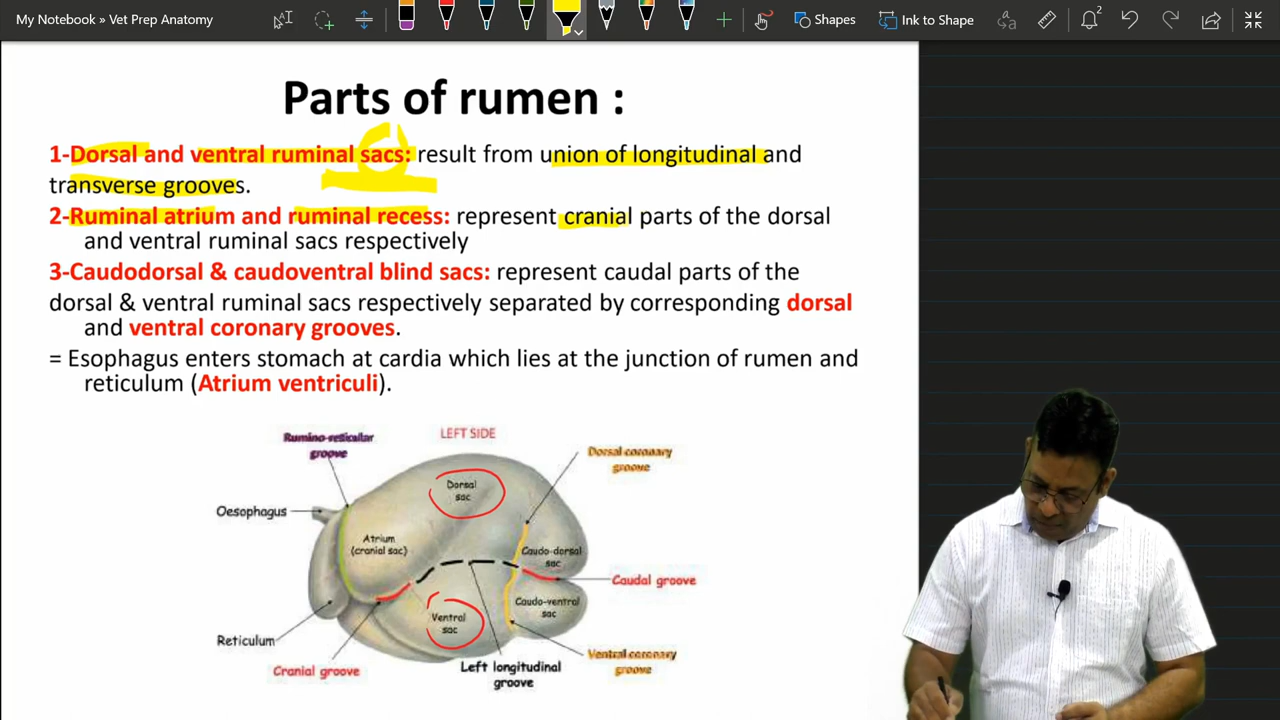 My Notebook » Vet Prep Anatomy
Shapes
Ink to Shape
2
Parts of rumen :
1-Dorsal and ventral ruminal sacs: result from union of longitudinal and
transverse grooves.
2-Ruminal atrium and ruminal recess: represent cranial parts of the dorsal
and ventral ruminal sacs respectively
3-Caudodorsal & caudoventral blind sacs: represent caudal parts of the
dorsal & ventral ruminal sacs respectively separated by corresponding dorsal
and ventral coronary grooves.
= Esophagus enters stomach at cardia which lies at the junction of rumen and
reticulum (Atrium ventriculi).
Rumino-reticular
groove
LEFT SIDE
Dorsal coronary
groove
Dorsal
sac
Oesophagus
Atrium
(cranial sac)
Caudo-dorsal
sac
Caudal groove
Caudo-ventral
sac
Ventral
sac
Reticulum
Cranial groove
Left longitudinal
groove
Ventral coronary
groove